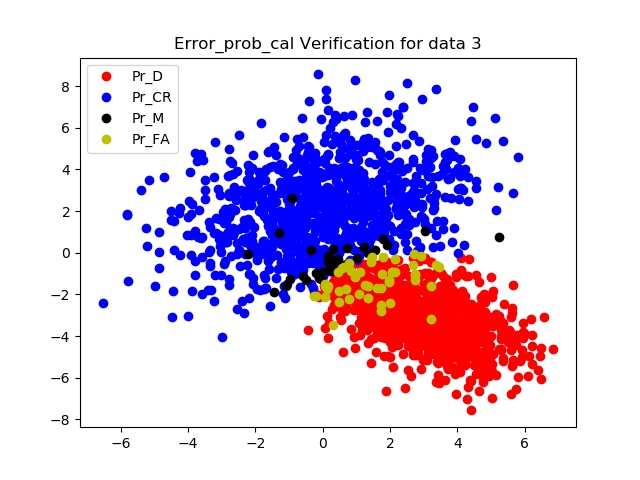 Error_prob_cal Verification for data 3
Pr_D
Pr_CR
Pr_M
Pr_FA
8
6
4
2
0
−2
−4
−6
−8
−6 −4 −2 0 2 4 6